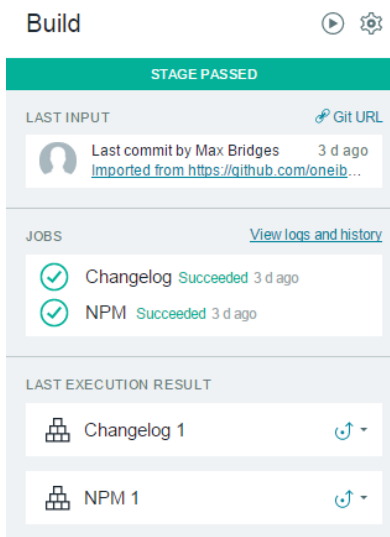 Build
STAGE PASSED
LAST INPUT Git URL
Last commit by Max Bridges 3 d ago
Imported from https://github.com/oneib...
JOBS View logs and history
Changelog Succeeded 3 d ago
NPM Succeeded 3 d ago
LAST EXECUTION RESULT
Changelog 1
NPM 1